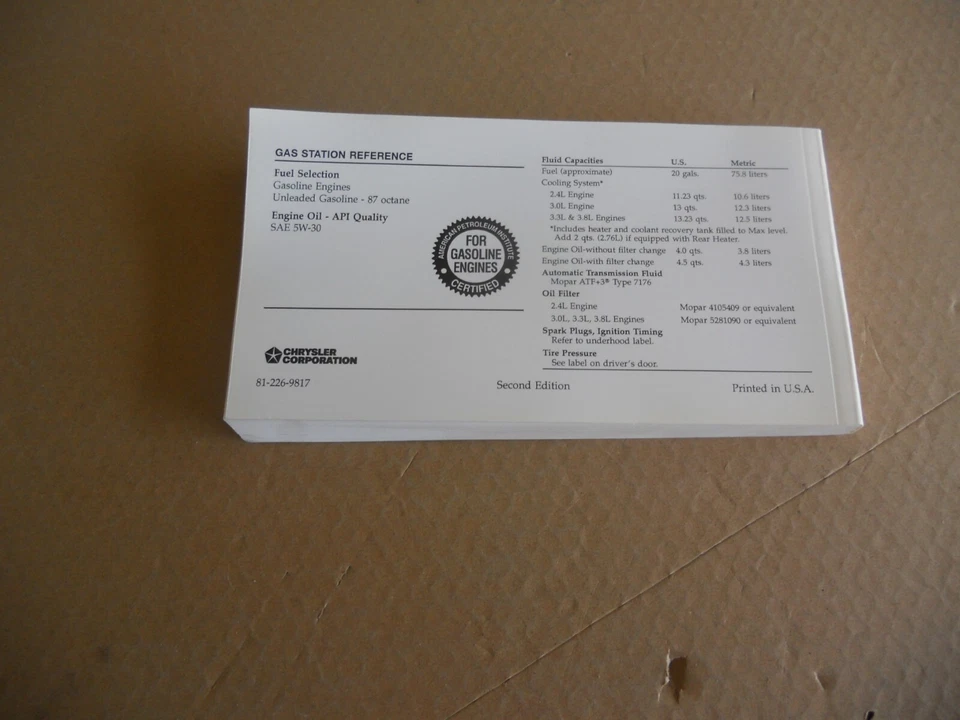 GAS STATION REFERENCE
Fuel Selection
Gasoline Engines
Unleaded Gasoline - 87 octane
Engine Oil - API Quality
SAE 5W-30
AMERICAN PETROLEUM INSTITUTE
FOR
GASOLINE
ENGINES
CERTIFIED
Fluid Capacities U.S. Metric
Fuel (approximate) 20 gals. 75.8 liters
Cooling System*
2.4L Engine 11.23 qts. 10.6 liters
3.0L Engine 13 qts. 12.3 liters
3.3L & 3.8L Engines 13.23 qts. 12.5 liters
*Includes heater and coolant recovery tank filled to Max level.
Add 2 qts. (2.76L) if equipped with Rear Heater.
Engine Oil-without filter change 4.0 qts. 3.8 liters
Engine Oil-with filter change 4.5 qts. 4.3 liters
Automatic Transmission Fluid
Mopar ATF+3® Type 7176
Oil Filter
2.4L Engine Mopar 4105409 or equivalent
3.0L, 3.3L, 3.8L Engines Mopar 5281090 or equivalent
Spark Plugs, Ignition Timing
Refer to underhood label.
Tire Pressure
See label on driver's door.
CHRYSLER
CORPORATION
81-226-9817 Second Edition Printed in U.S.A.